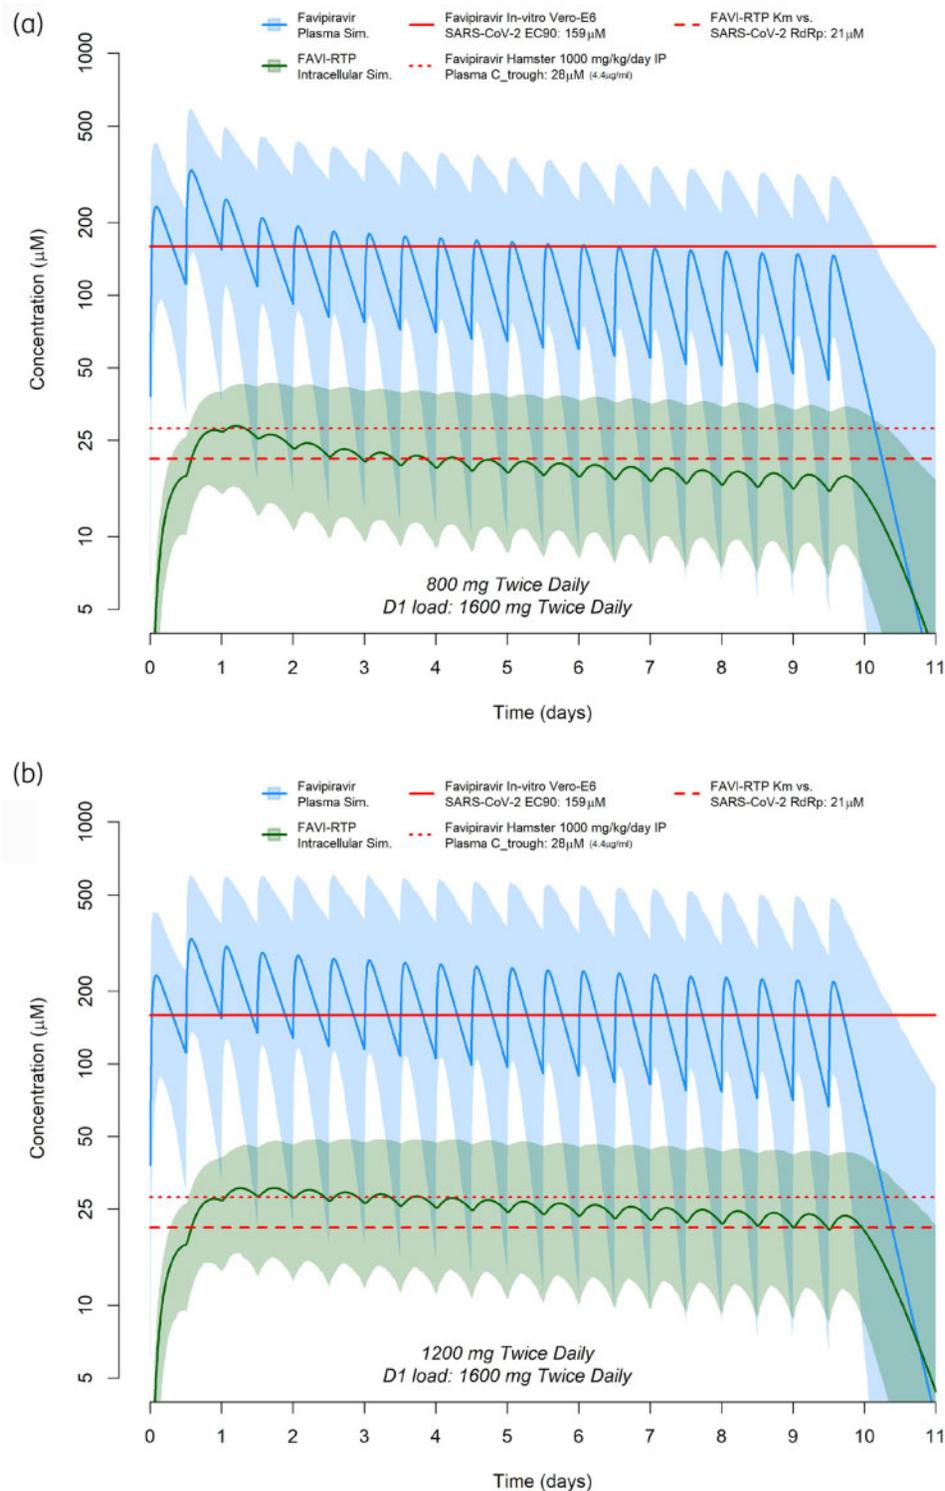 (a)
Favipiravir
Plasma Sim.
Favipiravir In-vitro Vero-E6
SARS-CoV-2 EC90: 159μM
FAVI-RTP Km vs.
SARS-CoV-2 RdRp: 21μM
FAVI-RTP
Intracellular Sim.
Favipiravir Hamster 1000 mg/kg/day IP
Plasma C_trough: 28μM (4.4μg/ml)
Concentration (μM)
1000
500
200
100
50
25
10
5
800 mg Twice Daily
D1 load: 1600 mg Twice Daily
0 1 2 3 4 5 6 7 8 9 10 11
Time (days)
(b)
Favipiravir
Plasma Sim.
Favipiravir In-vitro Vero-E6
SARS-CoV-2 EC90: 159μM
FAVI-RTP Km vs.
SARS-CoV-2 RdRp: 21μM
FAVI-RTP
Intracellular Sim.
Favipiravir Hamster 1000 mg/kg/day IP
Plasma C_trough: 28μM (4.4μg/ml)
Concentration (μM)
1000
500
200
100
50
25
10
5
1200 mg Twice Daily
D1 load: 1600 mg Twice Daily
0 1 2 3 4 5 6 7 8 9 10 11
Time (days)